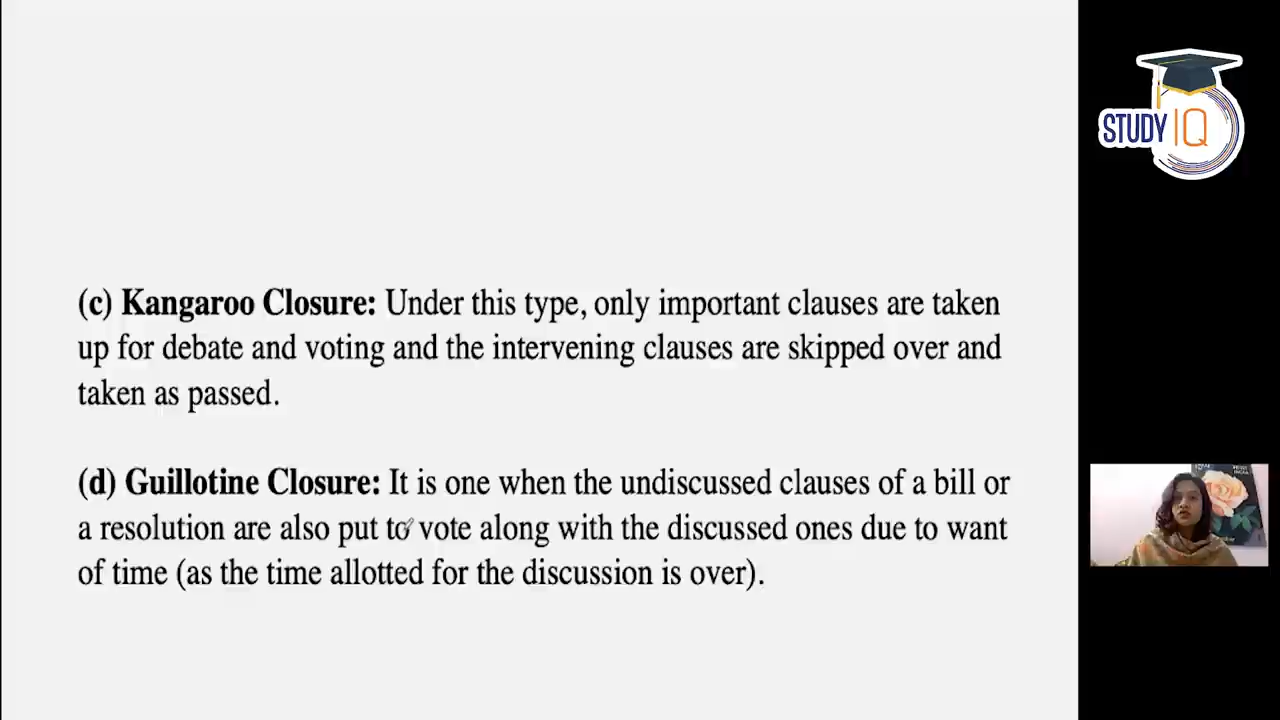 (c) Kangaroo Closure: Under this type, only important clauses are taken
up for debate and voting and the intervening clauses are skipped over and
taken as passed.
(d) Guillotine Closure: It is one when the undiscussed clauses of a bill or
a resolution are also put to vote along with the discussed ones due to want
of time (as the time allotted for the discussion is over).
STUDY IQ